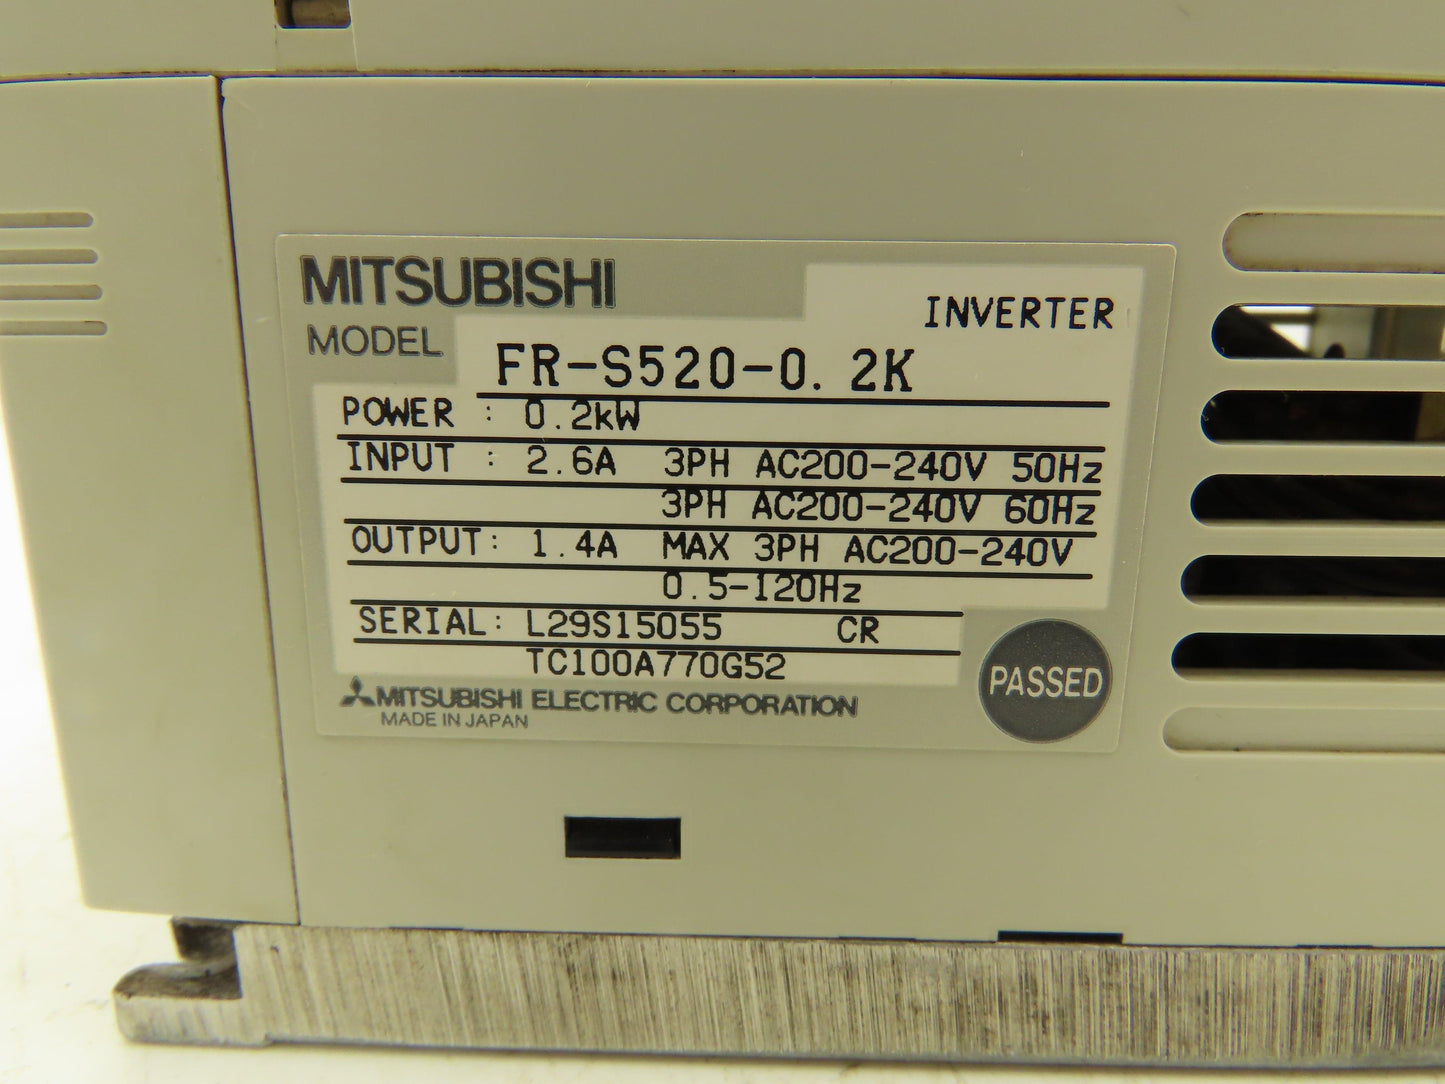 MITSUBISHI
INVERTER
MODEL FR-S520-0.2K
POWER : 0.2kW
INPUT : 2.6A 3PH AC200-240V 50Hz
3PH AC200-240V 60Hz
OUTPUT: 1.4A MAX 3PH AC200-240V
0.5-120Hz
SERIAL: L29S15055 CR
TC100A770G52
PASSED
MITSUBISHI ELECTRIC CORPORATION
MADE IN JAPAN